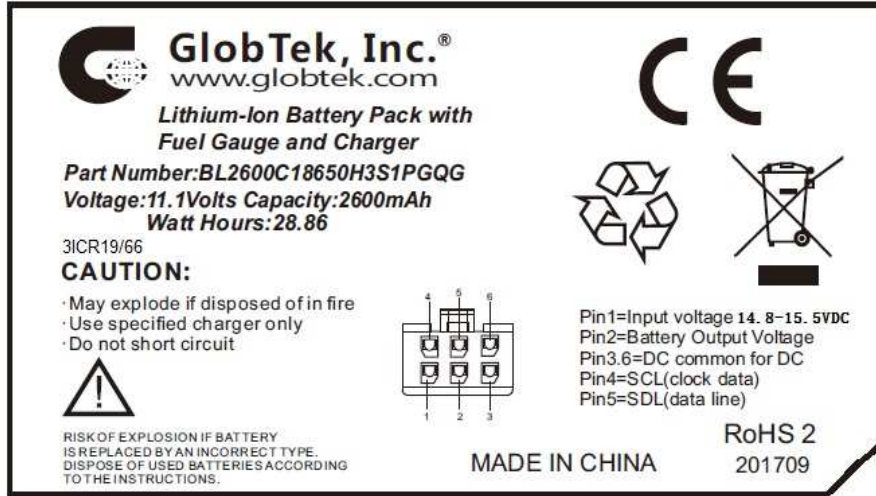 GlobTek, Inc.®
www.globtek.com
Lithium-Ion Battery Pack with
Fuel Gauge and Charger
Part Number:BL2600C18650H3S1PGQG
Voltage:11.1Volts Capacity:2600mAh
Watt Hours:28.86
3ICR19/66
CAUTION:
·May explode if disposed of in fire
·Use specified charger only
·Do not short circuit
RISK OF EXPLOSION IF BATTERY
IS REPLACED BY AN INCORRECT TYPE.
DISPOSE OF USED BATTERIES ACCORDING
TO THE INSTRUCTIONS.
4 5 6
1 2 3
CE
Pin1=Input voltage 14.8-15.5VDC
Pin2=Battery Output Voltage
Pin3.6=DC common for DC
Pin4=SCL(clock data)
Pin5=SDL(data line)
MADE IN CHINA
RoHS 2
201709